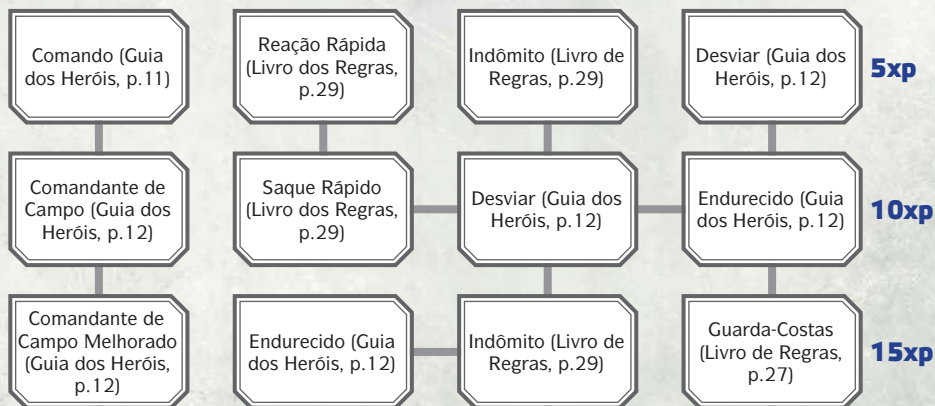 Comando (Guia
dos Heróis, p.11)
Reação Rápida
(Livro dos Regras,
p.29)
Indômito (Livro de
Regras, p.29)
Desviar (Guia dos
Heróis, p.12)
5xp
Comandante de
Campo (Guia dos
Heróis, p.12)
Saque Rápido
(Livro dos Regras,
p.29)
Desviar (Guia dos
Heróis, p.12)
Endurecido (Guia
dos Heróis, p.12)
10xp
Comandante de
Campo Melhorado
(Guia dos Heróis,
p.12)
Endurecido (Guia
dos Heróis, p.12)
Indômito (Livro de
Regras, p.29)
Guarda-Costas
(Livro de Regras,
p.27)
15xp